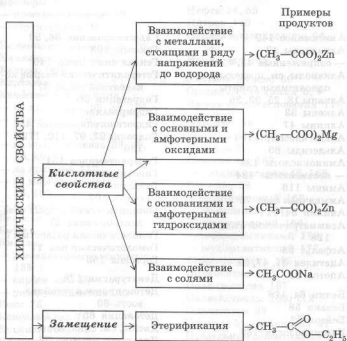 Примеры
продуктов
ХИМИЧЕСКИЕ СВОЙСТВА
Кислотные
свойства
Взаимодействие
с металлами,
стоящими в ряду
напряжений
до водорода
(CH₃—COO)₂Zn
Взаимодействие
с основными и
амфотерными
оксидами
(CH₃—COO)₂Mg
Взаимодействие
с основаниями и
амфотерными
гидроксидами
(CH₃—COO)₂Zn
Взаимодействие
с солями
CH₃COONa
Замещение
Этерификация
CH₃—C
O
O—C₂H₅